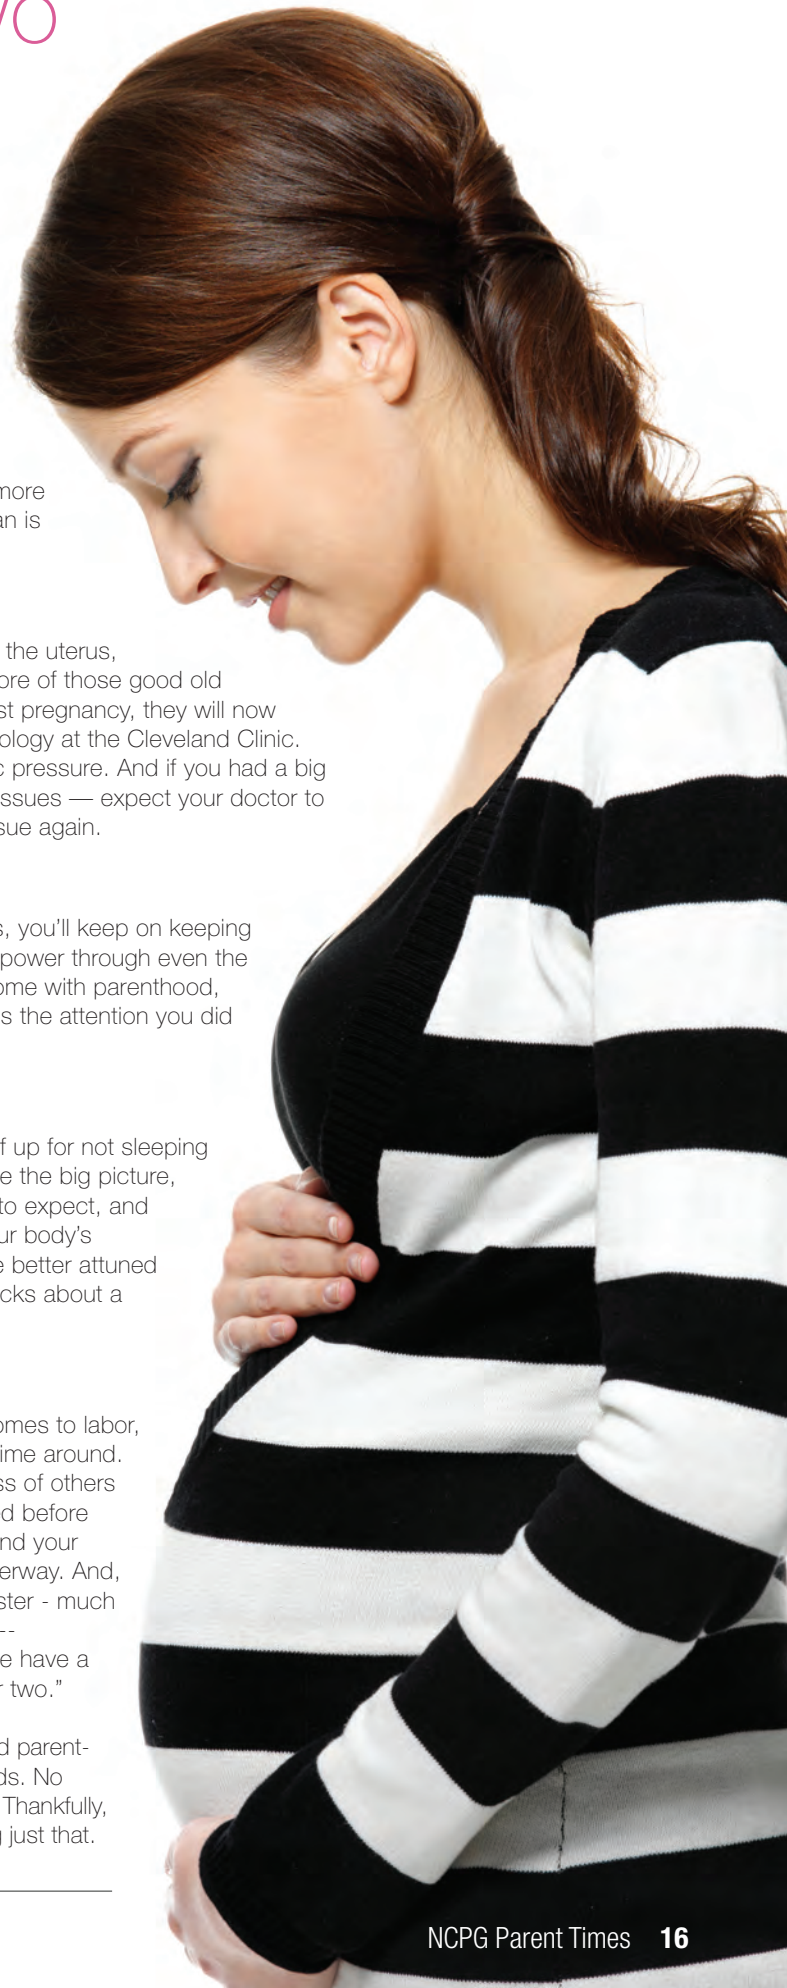 VO
more
an is
the uterus,
ore of those good old
st pregnancy, they will now
ology at the Cleveland Clinic.
c pressure. And if you had a big
issues — expect your doctor to
sue again.
s, you'll keep on keeping
power through even the
ome with parenthood,
s the attention you did
f up for not sleeping
e the big picture,
to expect, and
ur body's
e better attuned
cks about a
omes to labor,
ime around.
ss of others
d before
nd your
erway. And,
ster - much
--
e have a
r two."
d parent-
ds. No
Thankfully,
g just that.
NCPG Parent Times 16